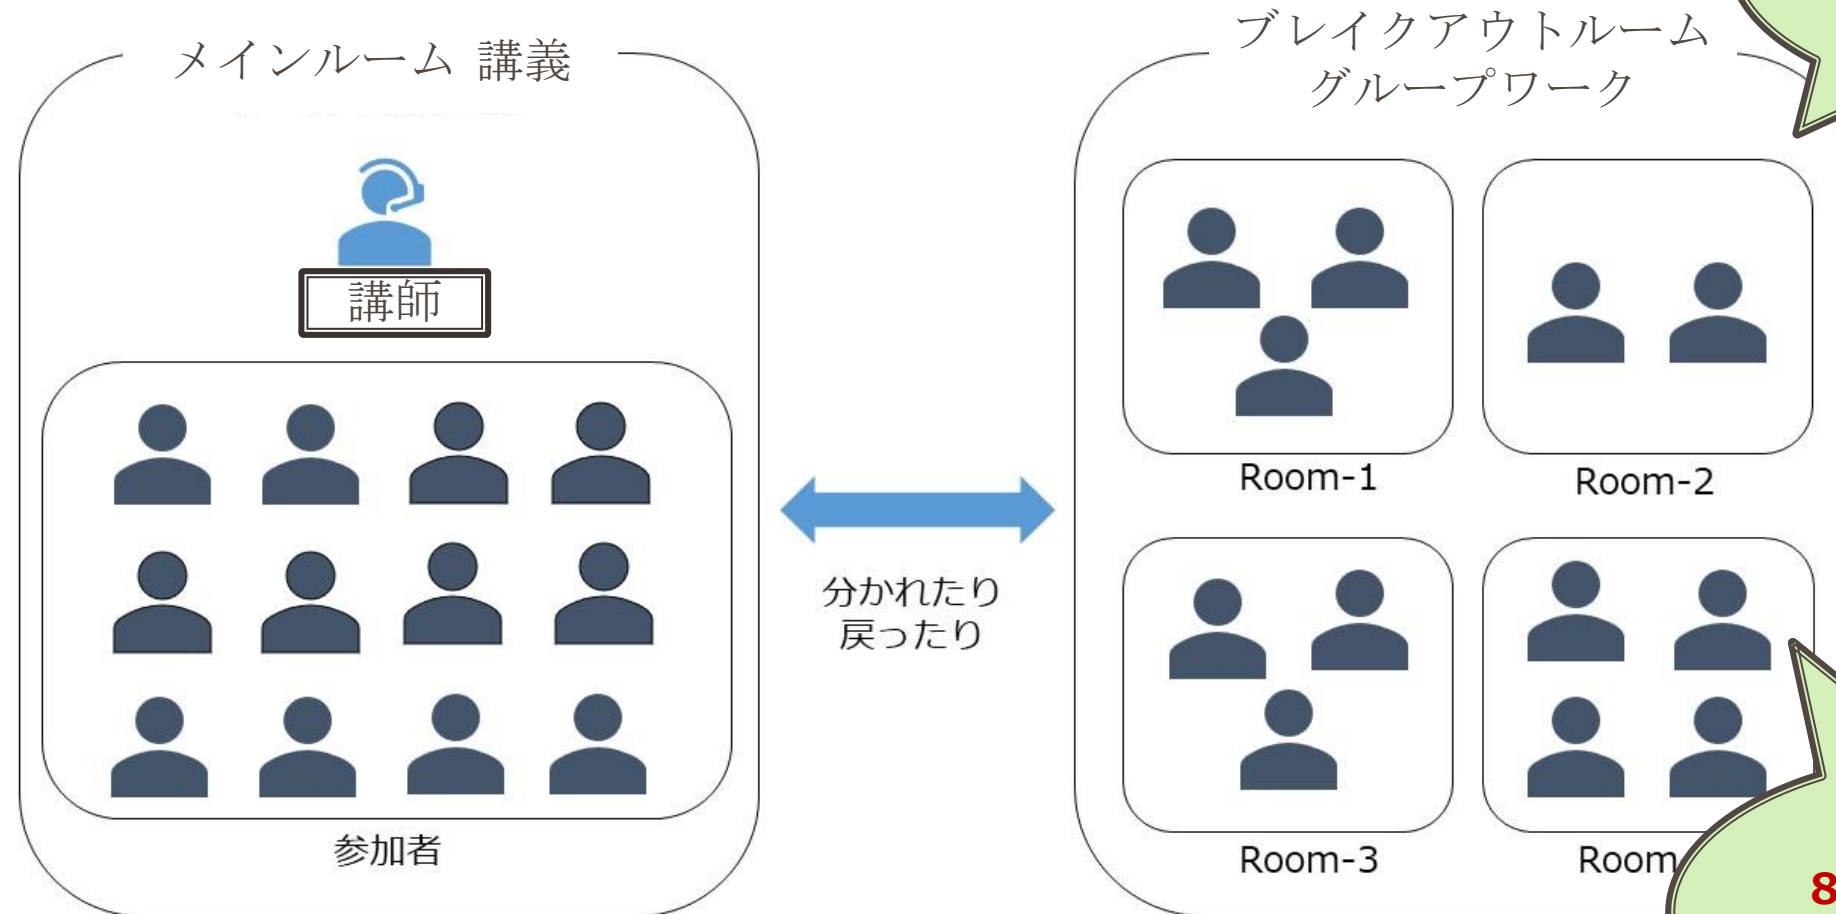 メインルーム 講義
講師
参加者
分かれたり
戻ったり
ブレイクアウトルーム
グループワーク
Room-1
Room-2
Room-3
Room
8